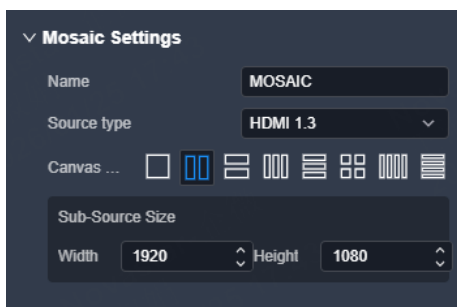 Mosaic Settings
Name MOSAIC
Source type HDMI 1.3
Canvas ...
Sub-Source Size
Width 1920 Height 1080